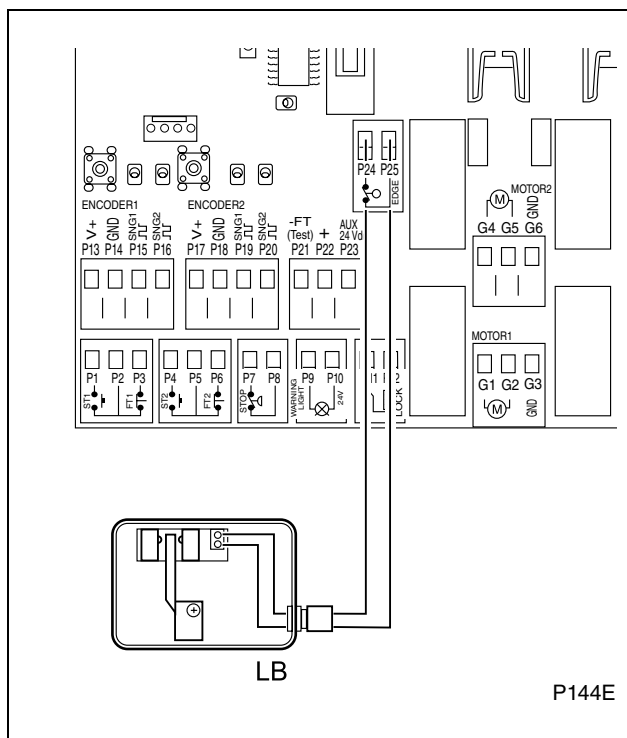 P24 P25
EDGE
ENCODER1
V+ GND SNG1 SNG2
P13 P14 P15 P16
ENCODER2
V+ GND SNG1 SNG2
P17 P18 P19 P20
-FT (Test) + AUX 24 Vd
P21 P22 P23
MOTOR2
M
GND
G4 G5 G6
P1 P2 P3
ST1 FT1
P4 P5 P6
ST2 FT2
P7 P8
STOP
P9 P10
WARNING LIGHT 24V
LOCK
MOTOR1
G1 G2 G3
M GND
LB
P144E